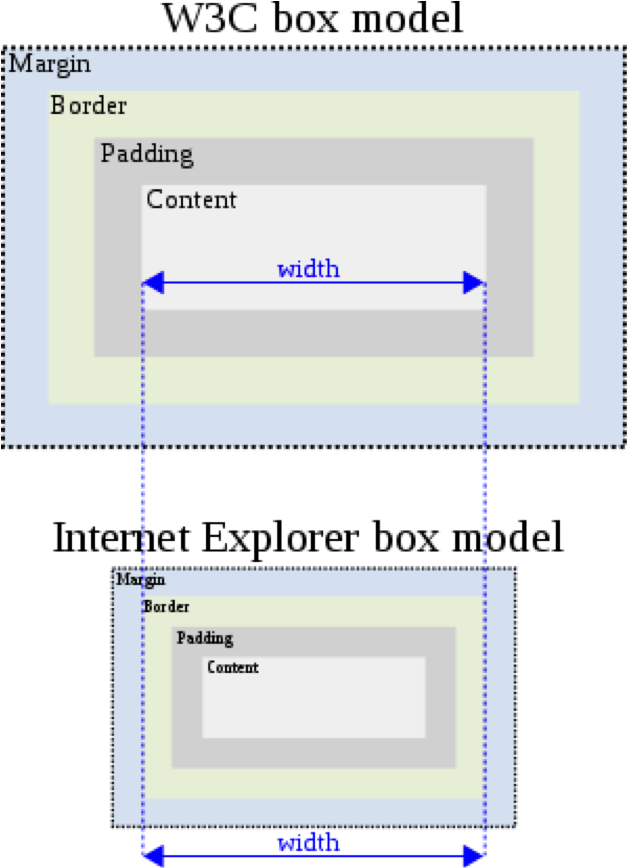 W3C box model
Margin
Border
Padding
Content
width
Internet Explorer box model
Margin
Border
Padding
Content
width